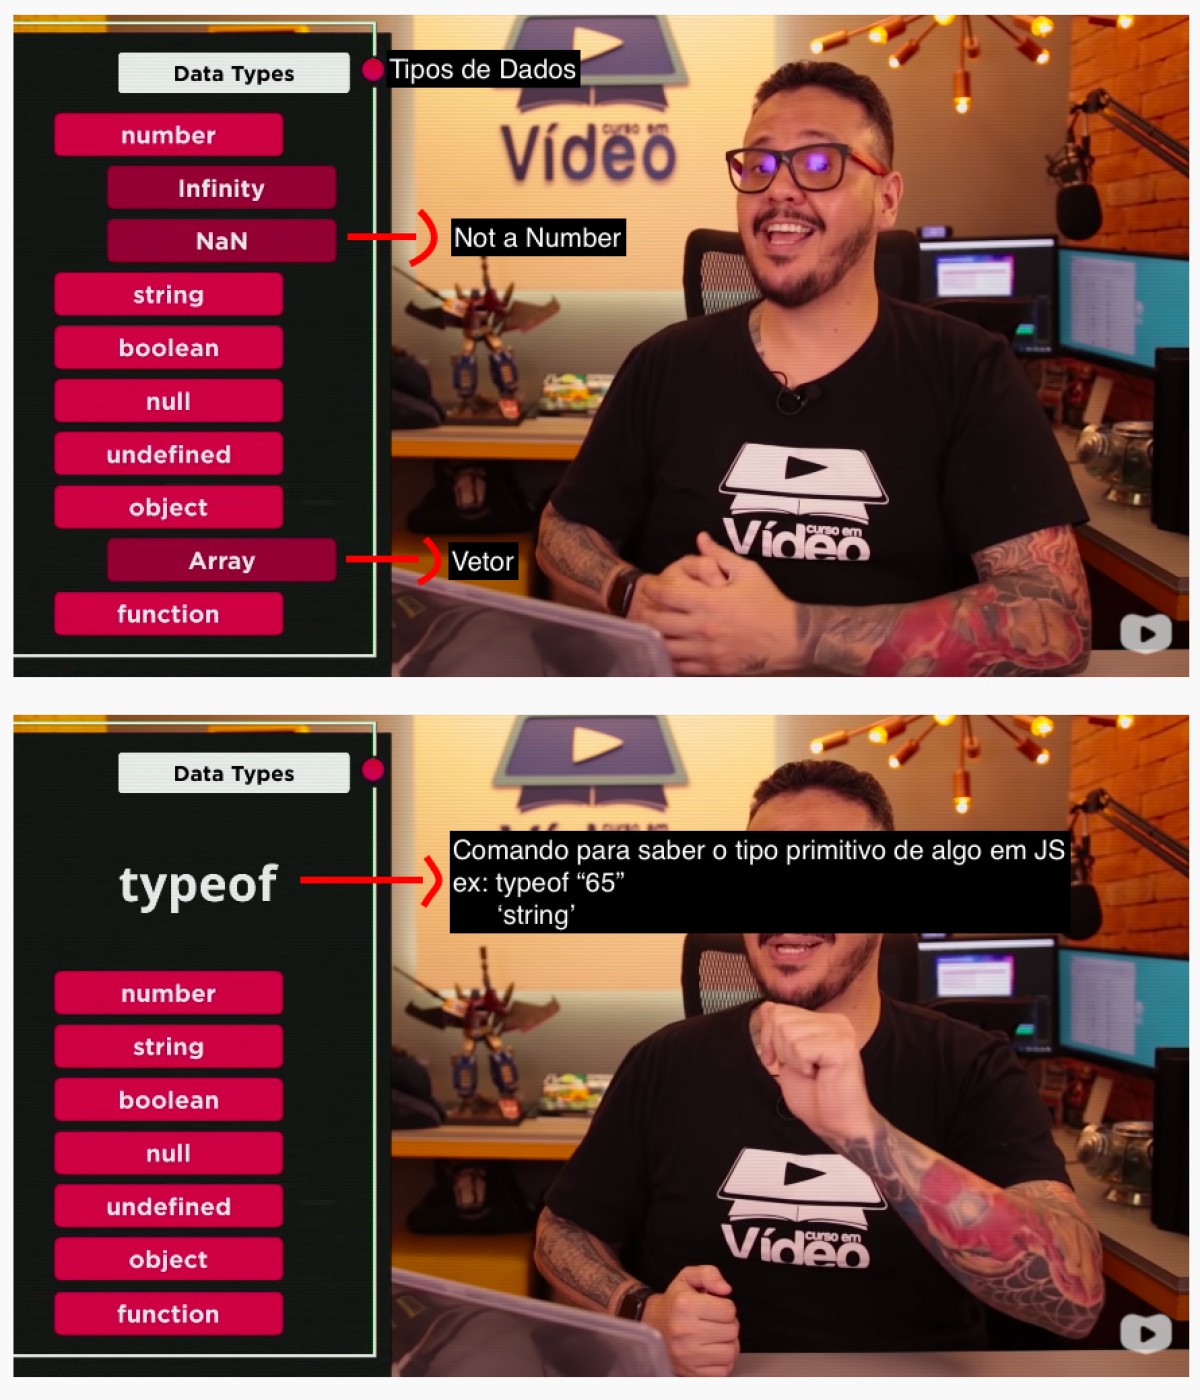 Data Types
Tipos de Dados
number
Infinity
NaN
Not a Number
string
boolean
null
undefined
object
Array
Vetor
function
curso em
Vídeo
curso em
Vídeo
Data Types
typeof
Comando para saber o tipo primitivo de algo em JS
ex: typeof “65”
‘string’
number
string
boolean
null
undefined
object
function
curso em
Vídeo